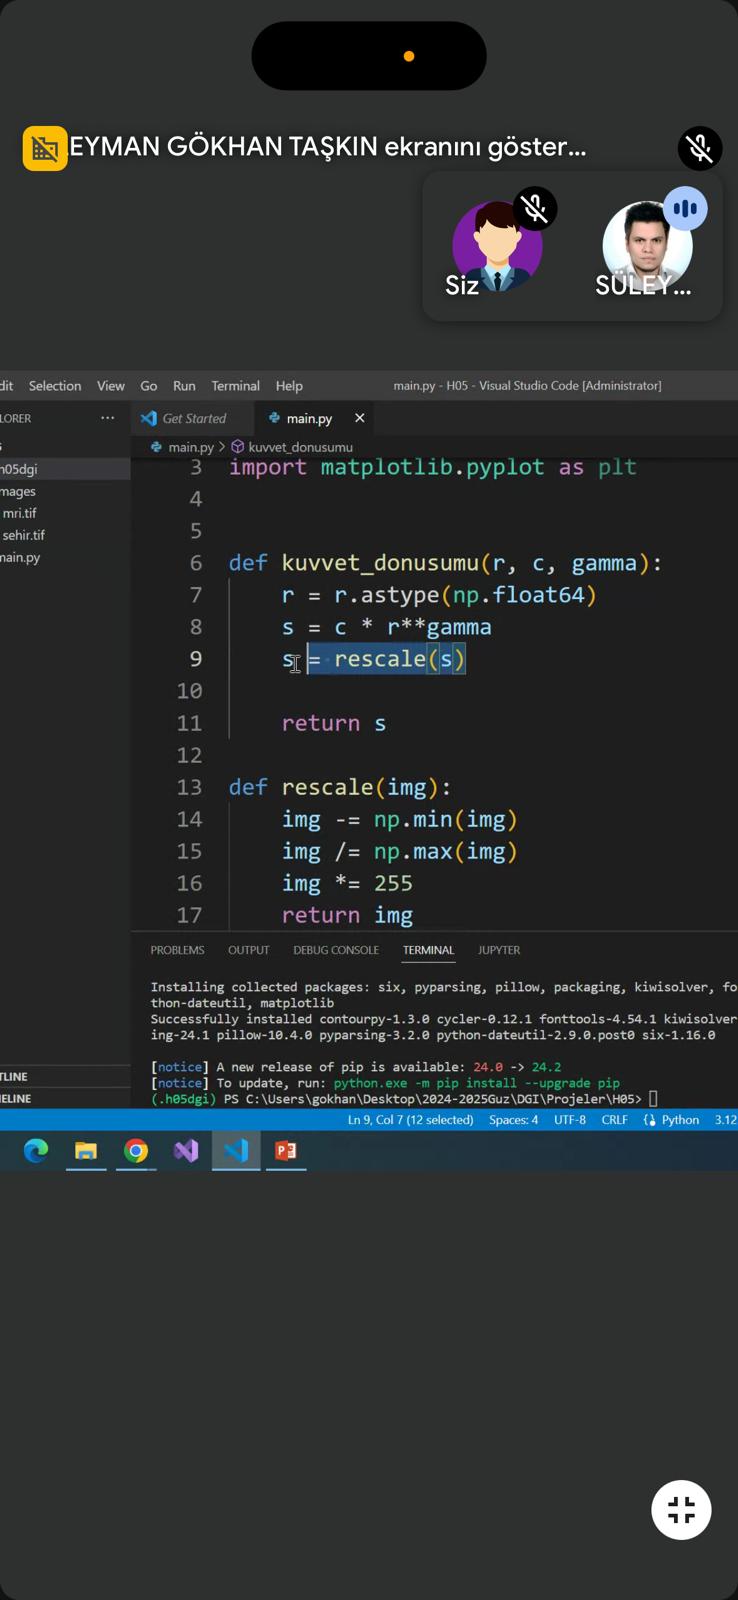 EYMAN GÖKHAN TAŞKIN ekranını göster...
Siz
SÜLEY...
dit Selection View Go Run Terminal Help main.py - H05 - Visual Studio Code [Administrator]
LORER ... Get Started main.py
main.py > kuvvet_donusumu
h05dgi
mages
mri.tif
sehir.tif
main.py
3 import matplotlib.pyplot as plt
4
5
6 def kuvvet_donusumu(r, c, gamma):
7 r = r.astype(np.float64)
8 s = c * r**gamma
9 s = rescale(s)
10
11 return s
12
13 def rescale(img):
14 img -= np.min(img)
15 img /= np.max(img)
16 img *= 255
17 return img
PROBLEMS OUTPUT DEBUG CONSOLE TERMINAL JUPYTER
Installing collected packages: six, pyparsing, pillow, packaging, kiwisolver, fo
thon-dateutil, matplotlib
Successfully installed contourpy-1.3.0 cycler-0.12.1 fonttools-4.54.1 kiwisolver
ing-24.1 pillow-10.4.0 pyparsing-3.2.0 python-dateutil-2.9.0.post0 six-1.16.0
[notice] A new release of pip is available: 24.0 -> 24.2
[notice] To update, run: python.exe -m pip install --upgrade pip
(.h05dgi) PS C:\Users\gokhan\Desktop\2024-2025Guz\DGI\Projeler\H05>
TLINE
IELINE
Ln 9, Col 7 (12 selected) Spaces: 4 UTF-8 CRLF Python 3.12